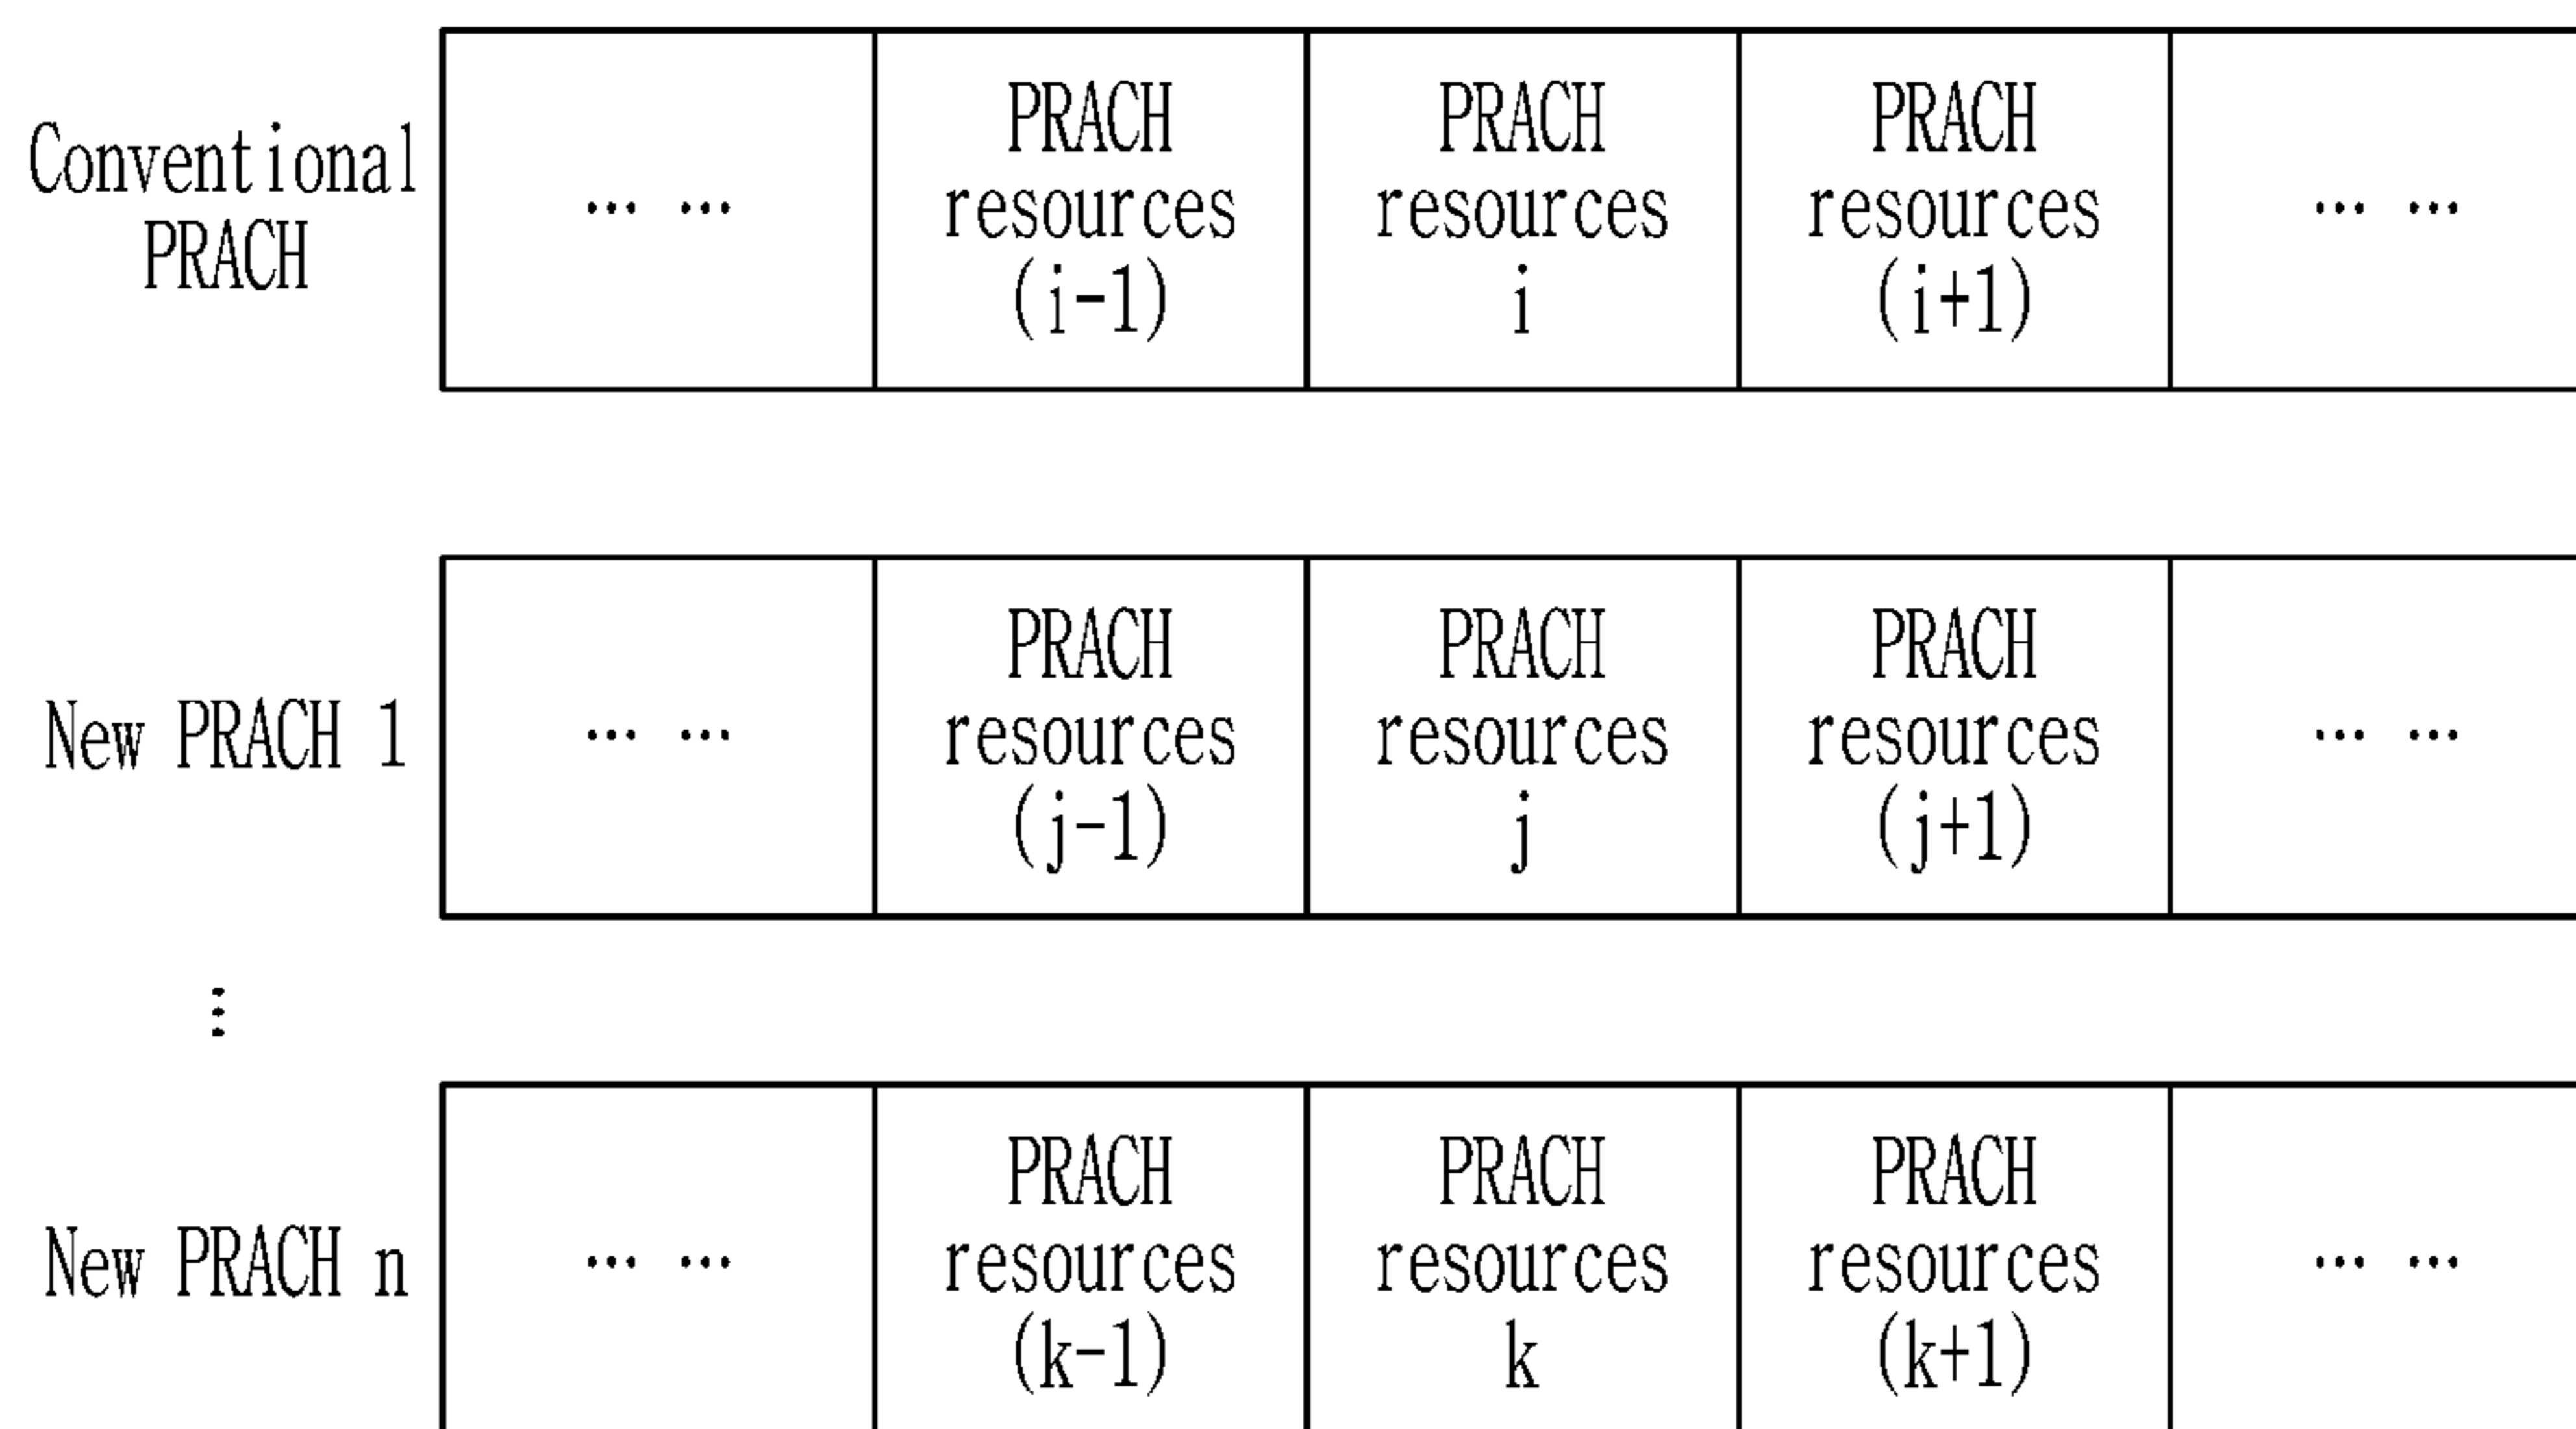 Conventional
PRACH
… …
PRACH
resources
(i-1)
PRACH
resources
i
PRACH
resources
(i+1)
… …
New PRACH 1
… …
PRACH
resources
(j-1)
PRACH
resources
j
PRACH
resources
(j+1)
… …
⋮
New PRACH n
… …
PRACH
resources
(k-1)
PRACH
resources
k
PRACH
resources
(k+1)
… …